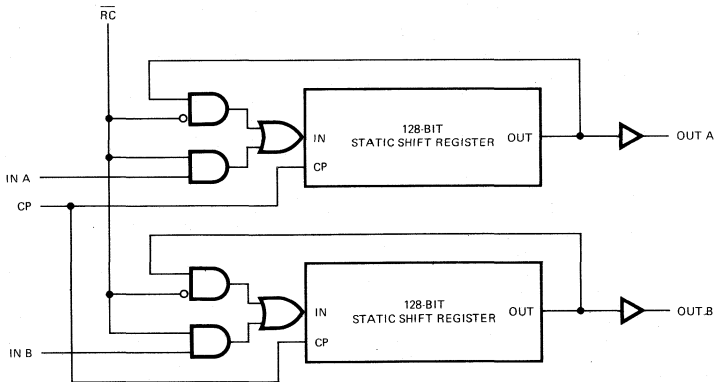 RC
128-BIT
STATIC SHIFT REGISTER
IN
OUT
CP
OUT A
IN A
CP
128-BIT
STATIC SHIFT REGISTER
IN
OUT
CP
OUT.B
IN B